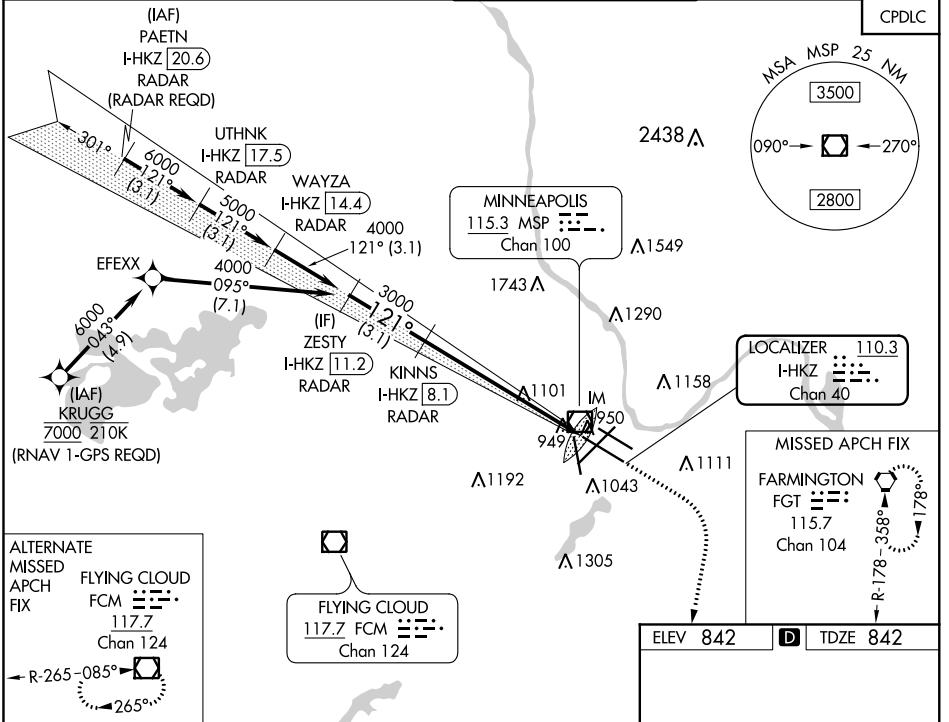 CPDLC
(IAF)
PAETN
I-HKZ 20.6
RADAR
(RADAR REQD)
301°
6000
121°
(3.1)
UTHNK
I-HKZ 17.5
RADAR
5000
121°
(3.1)
WAYZA
I-HKZ 14.4
RADAR
4000
121° (3.1)
MSA MSP 25 NM
3500
090°
270°
2800
2438
MINNEAPOLIS
115.3 MSP
Chan 100
1549
1743
1290
EFEXX
4000
095°
(7.1)
6000
043°
(4.9)
(IAF)
KRUGG
7000 210K
(RNAV 1-GPS REQD)
(IF)
ZESTY
I-HKZ 11.2
RADAR
3000
121°
(3.1)
KINNS
I-HKZ 8.1
RADAR
LOCALIZER 110.3
I-HKZ
Chan 40
1101
1158
IM
950
949
1192
1043
1111
1305
MISSED APCH FIX
FARMINGTON
FGT
115.7
Chan 104
178°
R-178
358°
ALTERNATE
MISSED
APCH
FIX
FLYING CLOUD
FCM
117.7
Chan 124
R-265
085°
265°
FLYING CLOUD
117.7 FCM
Chan 124
ELEV 842
D
TDZE 842